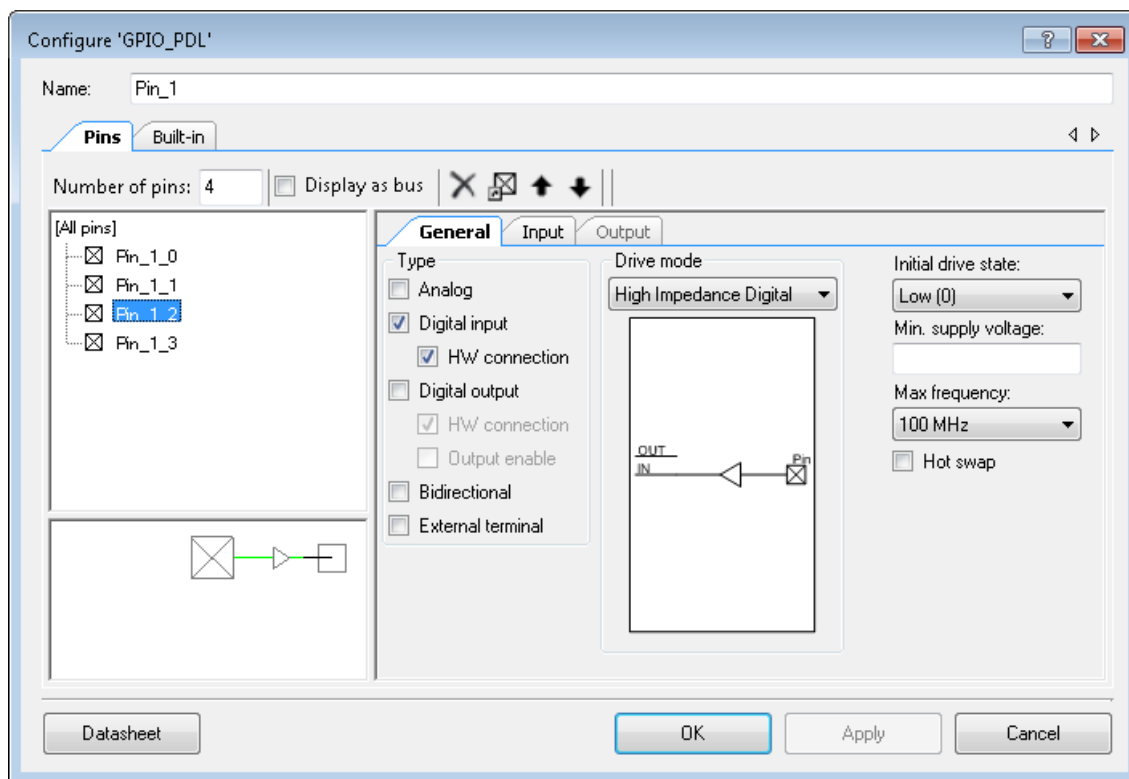 Configure 'GPIO_PDL'
?
Name: Pin_1
Pins Built-in
Number of pins: 4 Display as bus
[All pins]
Pin_1_0
Pin_1_1
Pin_1_2
Pin_1_3
General Input Output
Type
Analog
Digital input
HW connection
Digital output
HW connection
Output enable
Bidirectional
External terminal
Drive mode
High Impedance Digital
OUT
IN
Pin
Initial drive state:
Low (0)
Min. supply voltage:
Max frequency:
100 MHz
Hot swap
Datasheet OK Apply Cancel